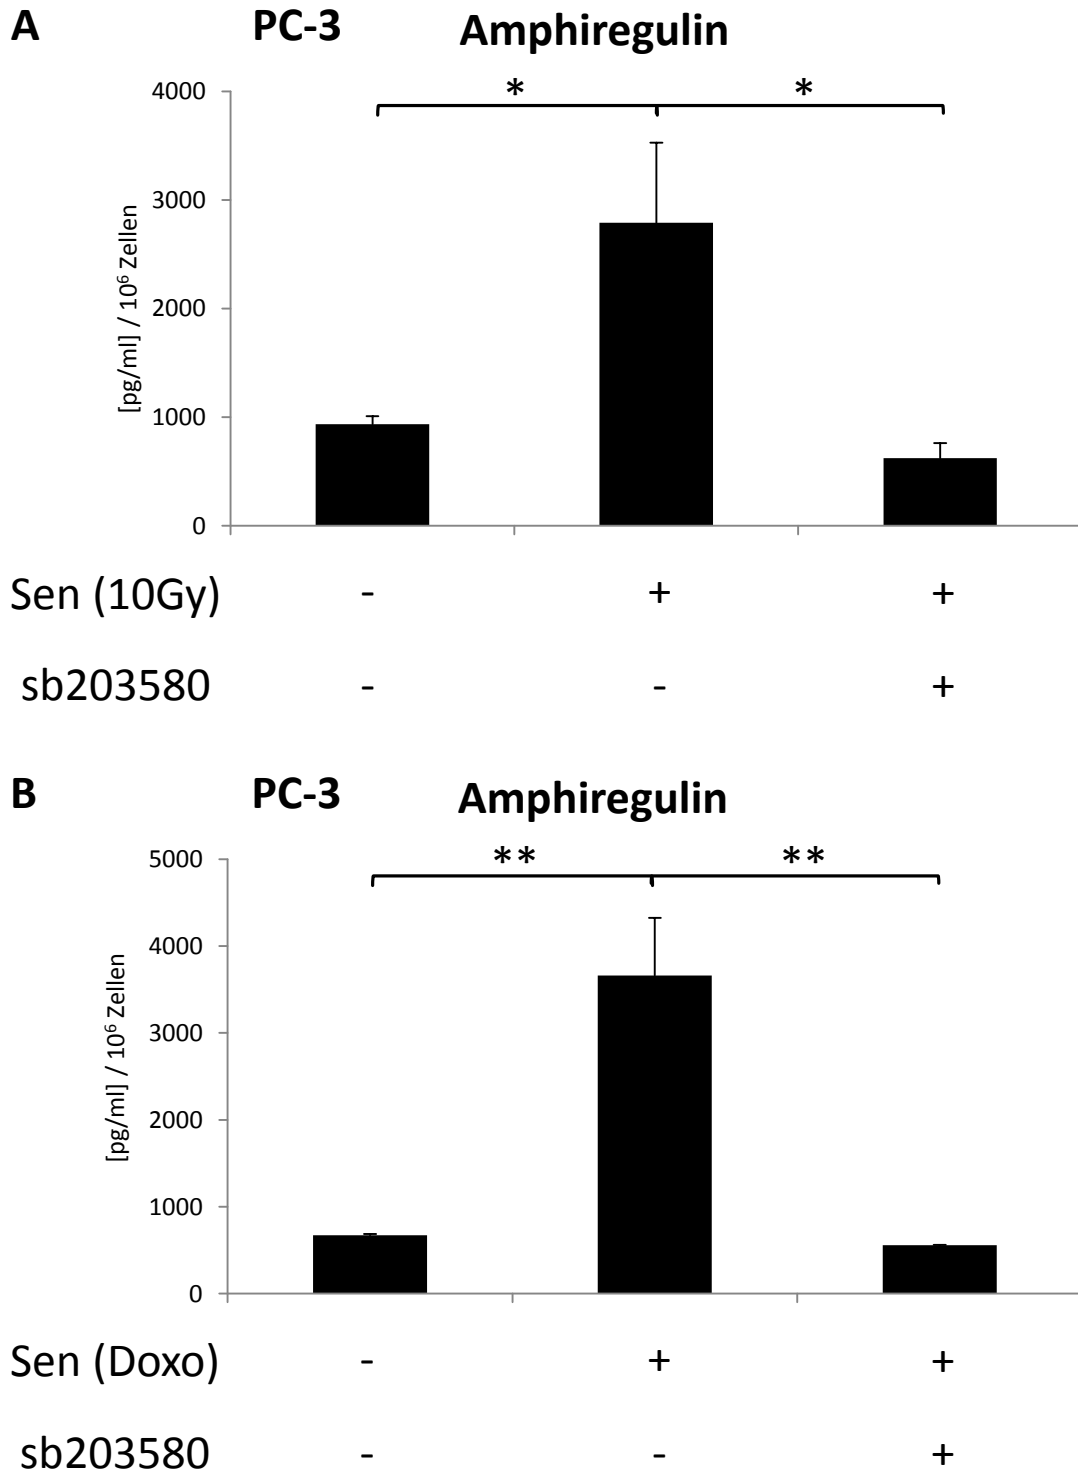 A PC-3 Amphiregulin
* *
4000
3000
2000
1000
0
[pg/ml] / 10⁶ Zellen
Sen (10Gy) - + +
sb203580 - - +
B PC-3 Amphiregulin
** **
5000
4000
3000
2000
1000
0
[pg/ml] / 10⁶ Zellen
Sen (Doxo) - + +
sb203580 - - +